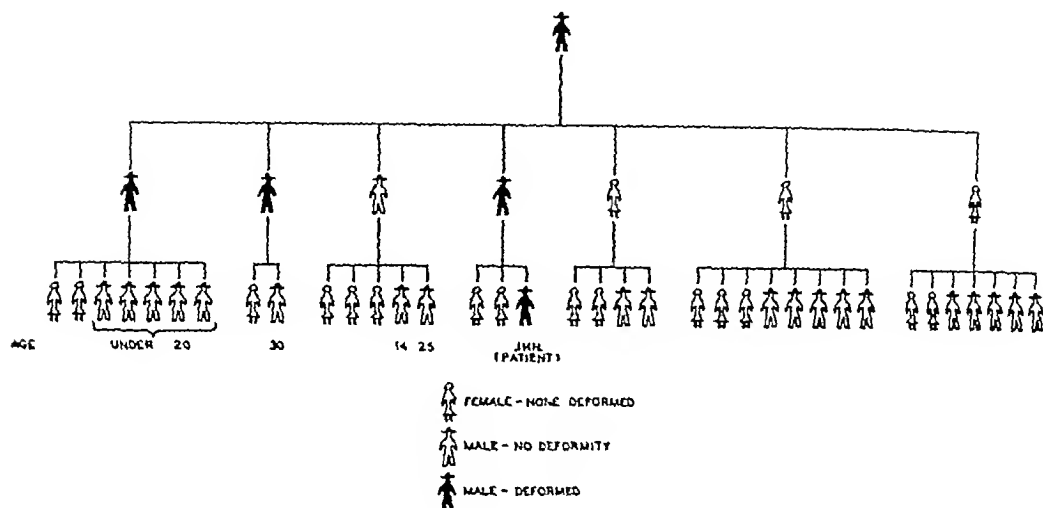 AGE UNDER 20 30 14 25 J.H.H.
(PATIENT)
FEMALE - NONE DEFORMED
MALE - NO DEFORMITY
MALE - DEFORMED